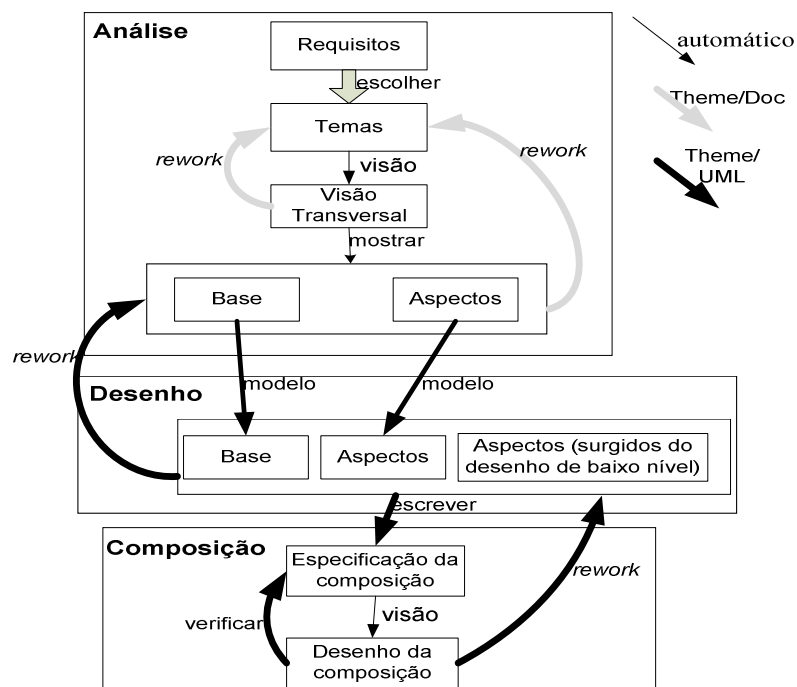 Análise
Requisitos
escolher
Temas
rework
visão
rework
Visão
Transversal
mostrar
Base
Aspectos
automático
Theme/Doc
Theme/
UML
rework
modelo
modelo
Desenho
Base
Aspectos
Aspectos (surgidos do
desenho de baixo nível)
escrever
Composição
Especificação da
composição
visão
verificar
rework
Desenho da
composição